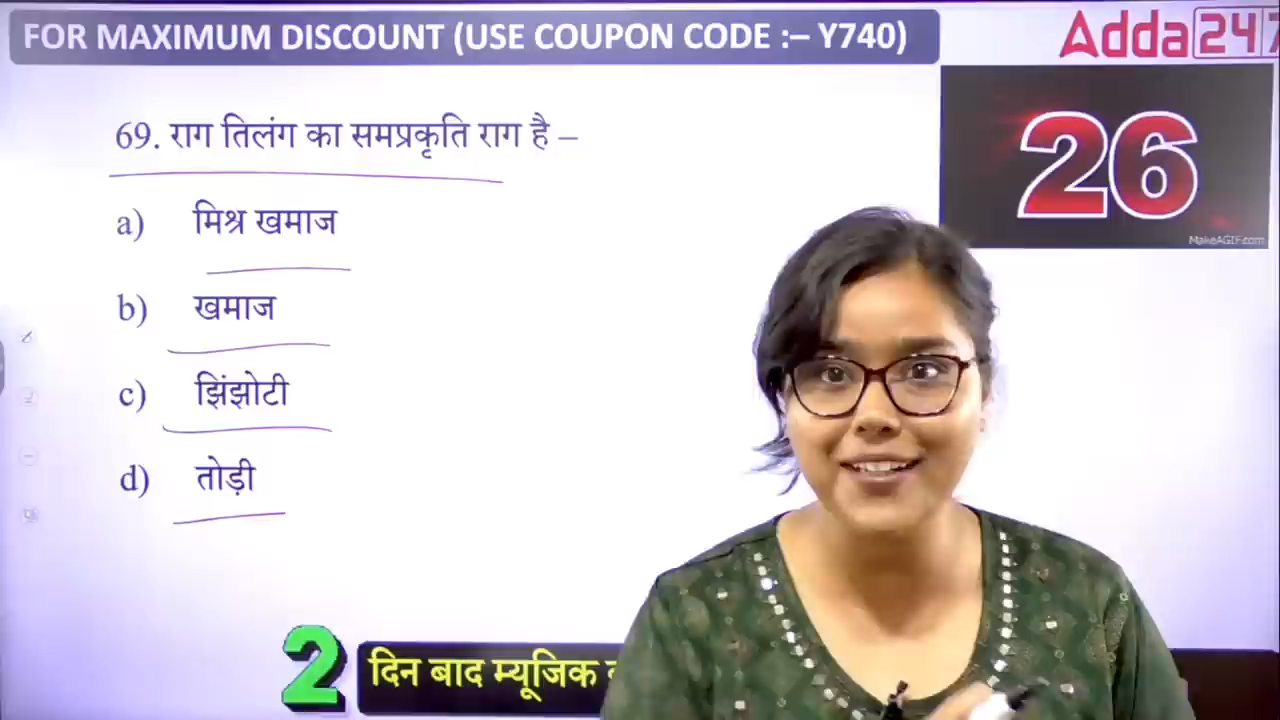 FOR MAXIMUM DISCOUNT (USE COUPON CODE :– Y740)
Adda247
26
MakeAGIF.com
69. राग तिलंग का समप्रकृति राग है –
a) मिश्र खमाज
b) खमाज
c) झिंझोटी
d) तोड़ी
2 दिन बाद म्यूजिक